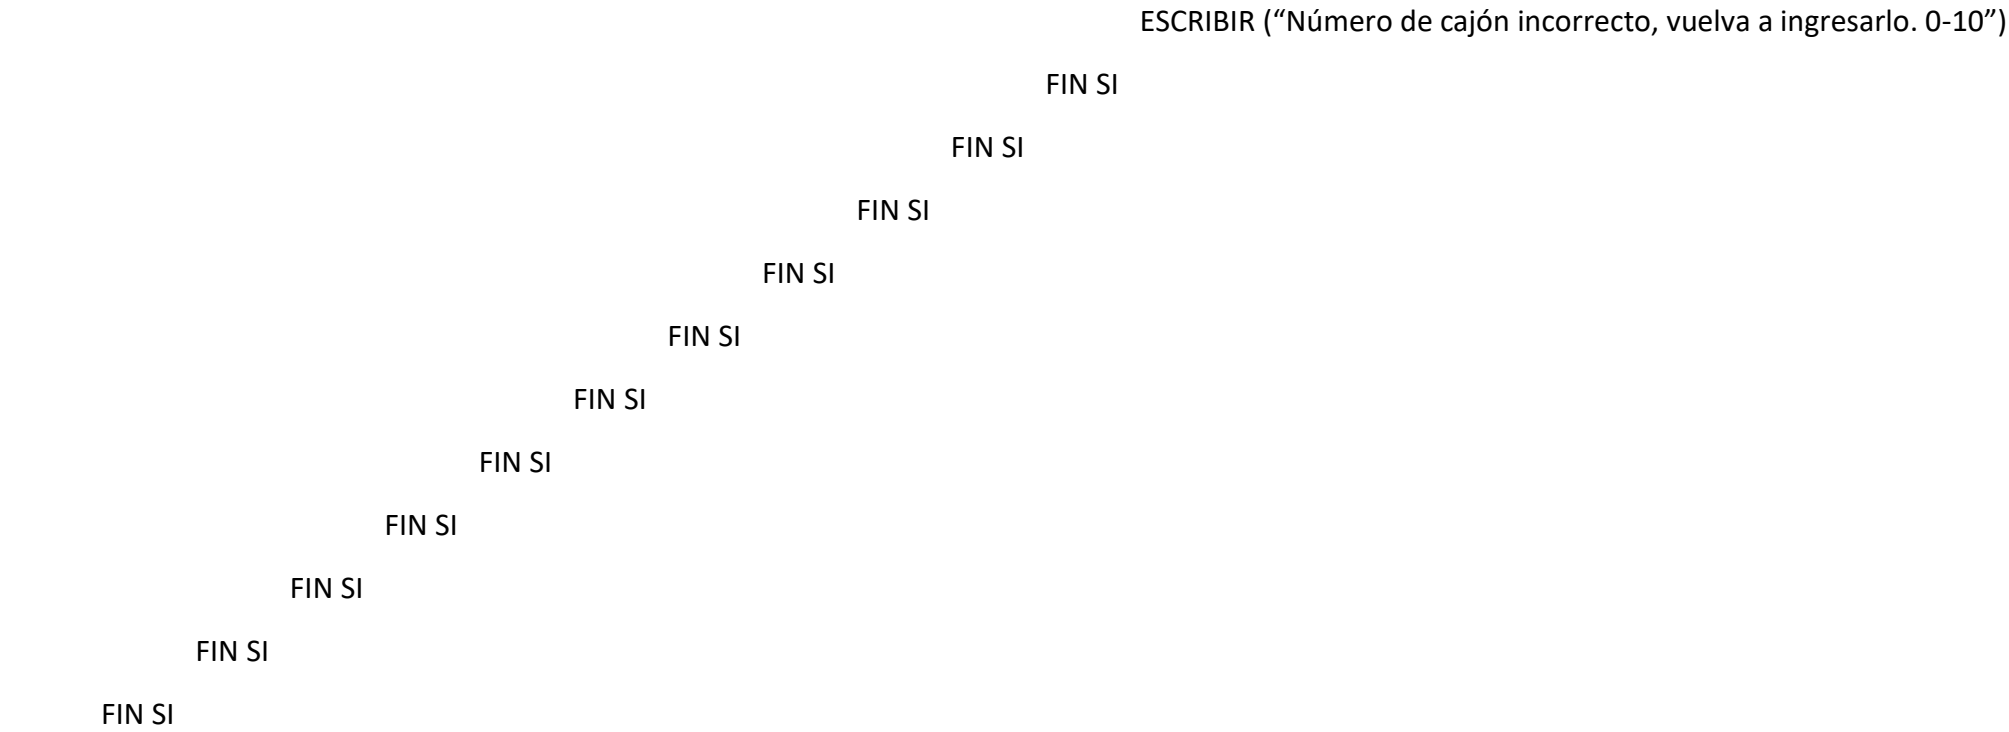 ESCRIBIR (“Número de cajón incorrecto, vuelva a ingresarlo. 0-10”)
FIN SI
FIN SI
FIN SI
FIN SI
FIN SI
FIN SI
FIN SI
FIN SI
FIN SI
FIN SI
FIN SI